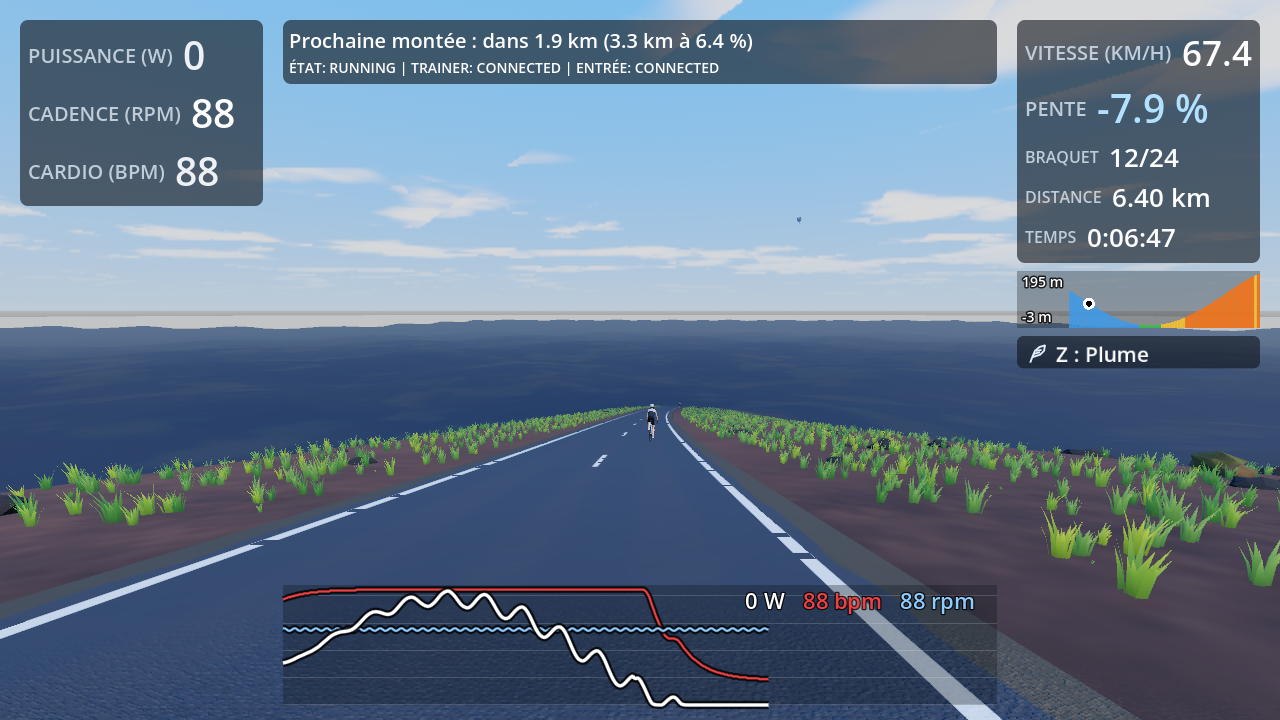 PUISSANCE (W) 0
CADENCE (RPM) 88
CARDIO (BPM) 88
Prochaine montée : dans 1.9 km (3.3 km à 6.4 %)
ÉTAT: RUNNING | TRAINER: CONNECTED | ENTRÉE: CONNECTED
VITESSE (KM/H) 67.4
PENTE -7.9 %
BRAQUET 12/24
DISTANCE 6.40 km
TEMPS 0:06:47
195 m
-3 m
Z : Plume
0 W 88 bpm 88 rpm